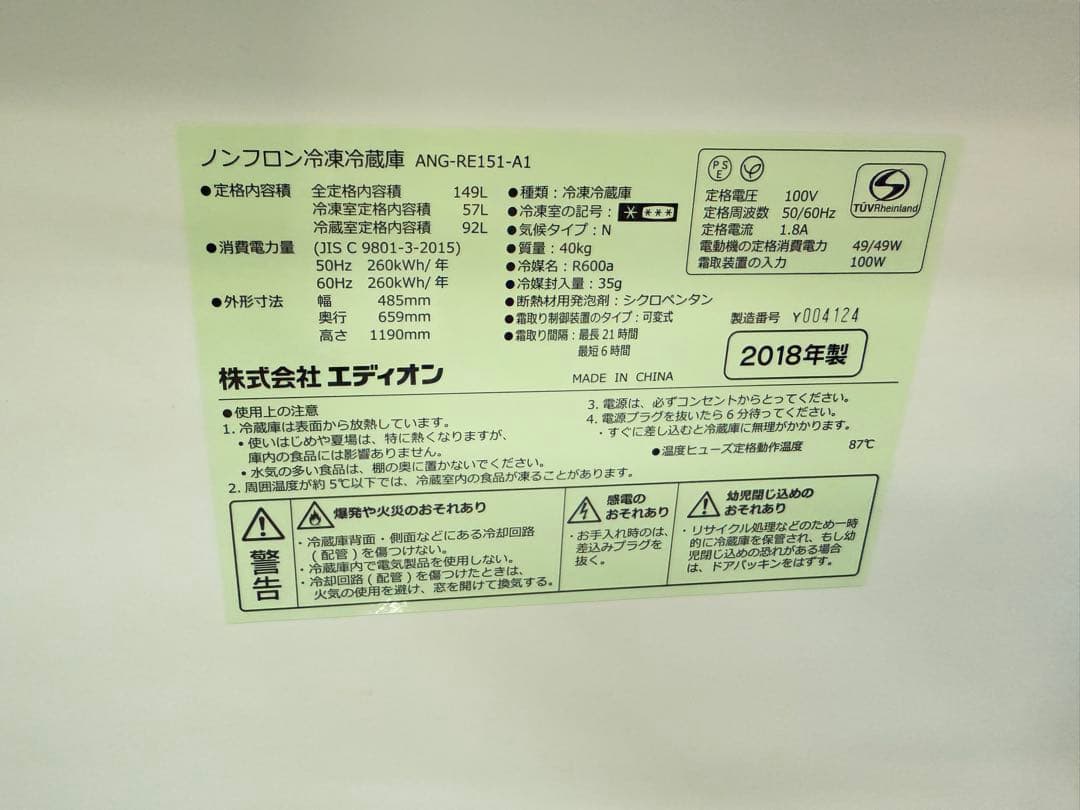 ノンフロン冷凍冷蔵庫 ANG-RE151-A1
●定格内容積 全定格内容積 149L
冷凍室定格内容積 57L
冷蔵室定格内容積 92L
●消費電力量 (JIS C 9801-3-2015)
50Hz 260kWh/年
60Hz 260kWh/年
●外形寸法 幅 485mm
奥行 659mm
高さ 1190mm
●種類：冷凍冷蔵庫
●冷凍室の記号：* ***
●気候タイプ：N
●質量：40kg
●冷媒名：R600a
●冷媒封入量：35g
●断熱材用発泡剤：シクロペンタン
●霜取り制御装置のタイプ：可変式
●霜取り間隔：最長21時間
最短6時間
PSE
定格電圧 100V
定格周波数 50/60Hz
定格電流 1.8A
電動機の定格消費電力 49/49W
霜取装置の入力 100W
TÜVRheinland
製造番号 Y004124
2018年製
株式会社 エディオン
MADE IN CHINA
●使用上の注意
1. 冷蔵庫は表面から放熱しています。
・使いはじめや夏場は、特に熱くなりますが、
庫内の食品には影響ありません。
・水気の多い食品は、棚の奥に置かないでください。
2. 周囲温度が約5℃以下では、冷蔵室内の食品が凍ることがあります。
3. 電源は、必ずコンセントからとってください。
4. 電源プラグを抜いたら6分待ってください。
・すぐに差し込むと冷蔵庫に無理がかかります。
●温度ヒューズ定格動作温度 87℃
警告
爆発や火災のおそれあり
・冷蔵庫背面・側面などにある冷却回路
(配管)を傷つけない。
・冷蔵庫内で電気製品を使用しない。
・冷却回路(配管)を傷つけたときは、
火気の使用を避け、窓を開けて換気する。
感電の
おそれあり
・お手入れ時のは、
差込みプラグを
抜く。
幼児閉じ込めの
おそれあり
・リサイクル処理などのため一時
的に冷蔵庫を保管され、もし幼
児閉じ込めの恐れがある場合
は、ドアパッキンをはずす。